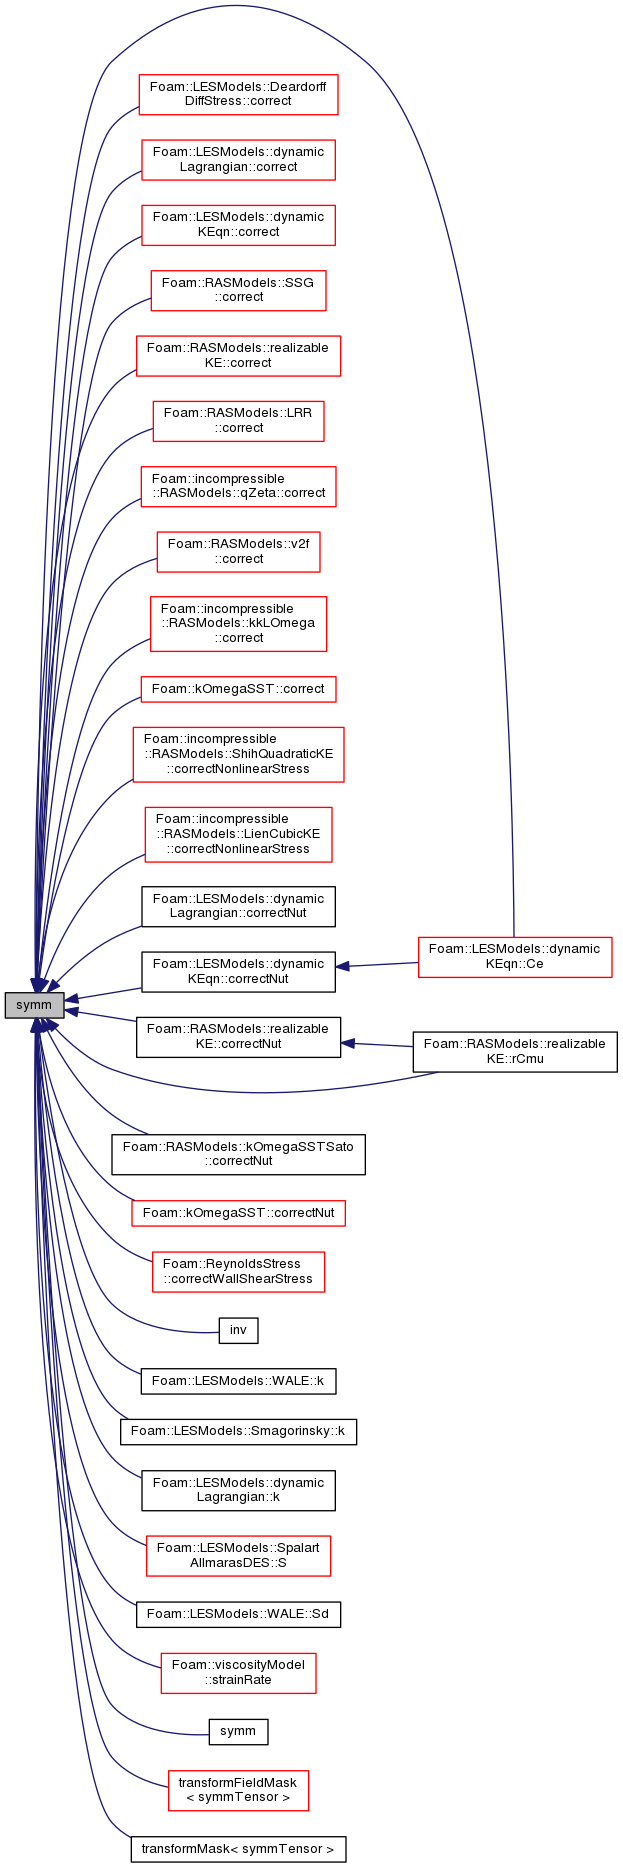 Foam::LESModels::Deardorff
DiffStress::correct
Foam::LESModels::dynamic
Lagrangian::correct
Foam::LESModels::dynamic
KEqn::correct
Foam::RASModels::SSG
::correct
Foam::RASModels::realizable
KE::correct
Foam::RASModels::LRR
::correct
Foam::incompressible
::RASModels::qZeta::correct
Foam::RASModels::v2f
::correct
Foam::incompressible
::RASModels::kkLOmega
::correct
Foam::kOmegaSST::correct
Foam::incompressible
::RASModels::ShihQuadraticKE
::correctNonlinearStress
Foam::incompressible
::RASModels::LienCubicKE
::correctNonlinearStress
Foam::LESModels::dynamic
Lagrangian::correctNut
Foam::LESModels::dynamic
KEqn::correctNut
Foam::LESModels::dynamic
KEqn::Ce
symm
Foam::RASModels::realizable
KE::correctNut
Foam::RASModels::realizable
KE::rCmu
Foam::RASModels::kOmegaSSTSato
::correctNut
Foam::kOmegaSST::correctNut
Foam::ReynoldsStress
::correctWallShearStress
inv
Foam::LESModels::WALE::k
Foam::LESModels::Smagorinsky::k
Foam::LESModels::dynamic
Lagrangian::k
Foam::LESModels::Spalart
AllmarasDES::S
Foam::LESModels::WALE::Sd
Foam::viscosityModel
::strainRate
symm
transformFieldMask
< symmTensor >
transformMask< symmTensor >